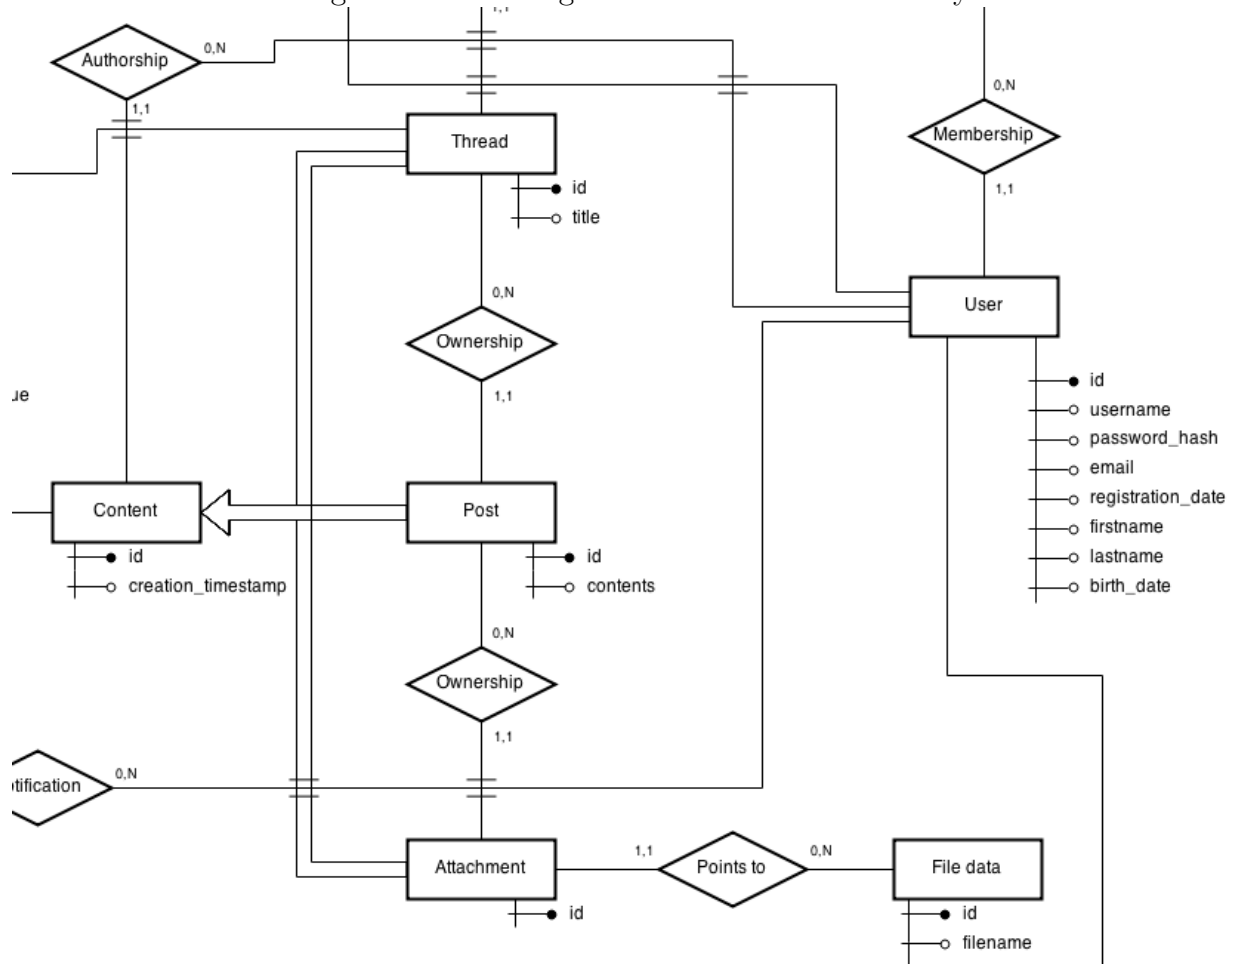 1,1
Authorship
0,N
1,1
0,N
Membership
1,1
Thread
id
title
0,N
Ownership
1,1
User
id
username
password_hash
email
registration_date
firstname
lastname
birth_date
Content
id
creation_timestamp
Post
id
contents
0,N
Ownership
1,1
0,N
Attachment
id
1,1
Points to
0,N
File data
id
filename